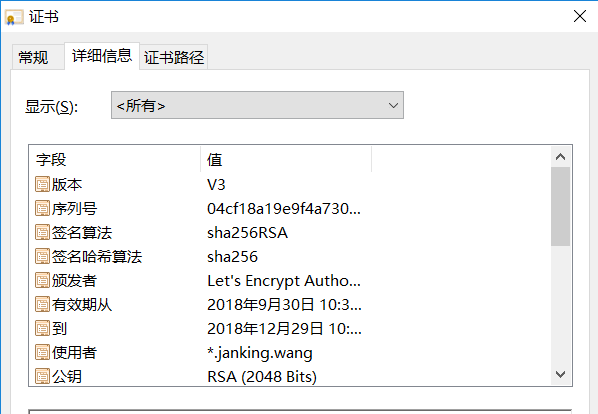 证书
常规 详细信息 证书路径
显示(S): <所有>
字段 值
版本 V3
序列号 04cf18a19e9f4a730...
签名算法 sha256RSA
签名哈希算法 sha256
颁发者 Let's Encrypt Autho...
有效期从 2018年9月30日 10:3...
到 2018年12月29日 10:...
使用者 *.janking.wang
公钥 RSA (2048 Bits)